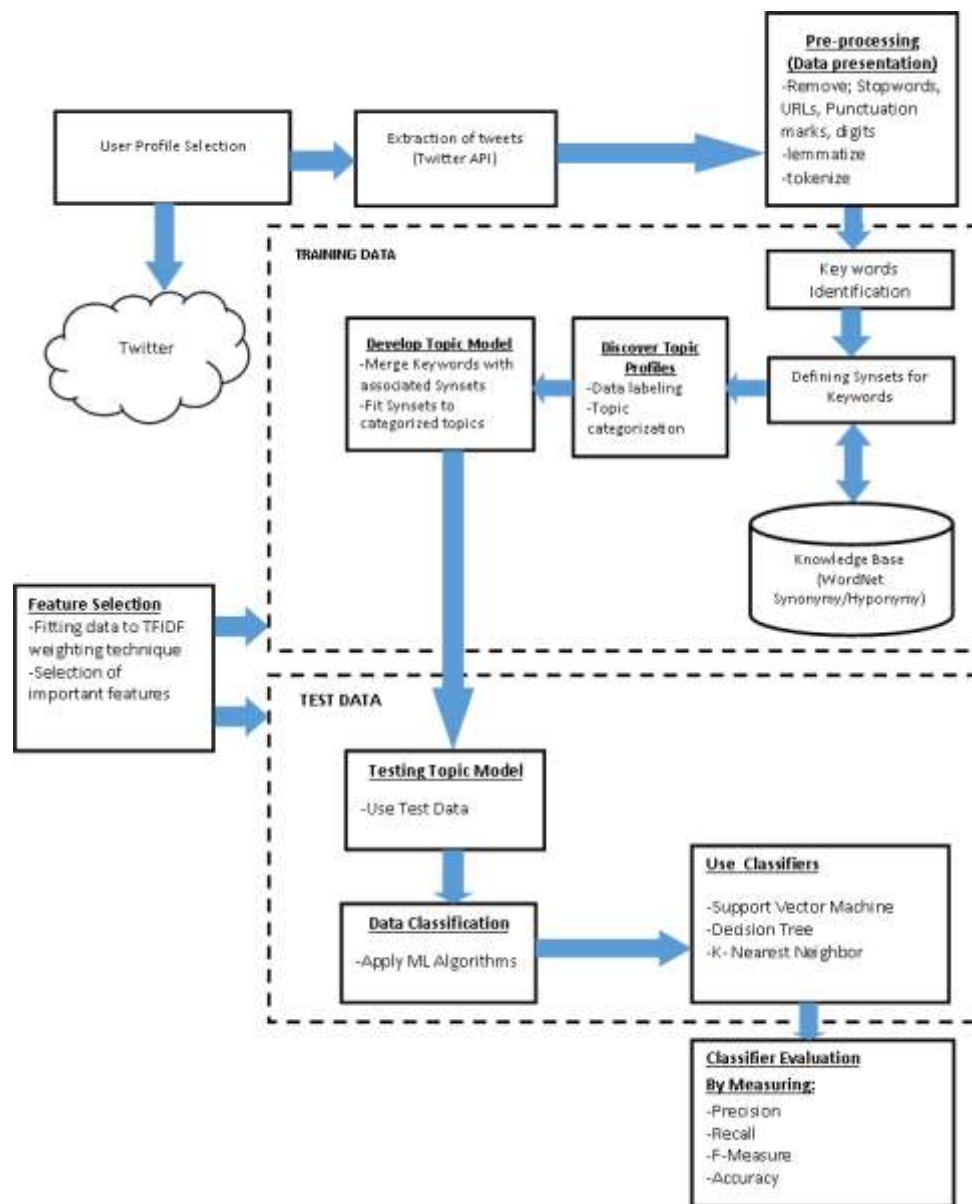 Pre-processing
(Data presentation)
-Remove; Stopwords,
URLs, Punctuation
marks, digits
-lemmatize
-tokenize
User Profile Selection
Extraction of tweets
(Twitter API)
TRAINING DATA
Key words
Identification
Twitter
Develop Topic Model
-Merge Keywords with
associated Synsets
-Fit Synsets to
categorized topics
Discover Topic
Profiles
-Data labeling
-Topic
categorization
Defining Synsets for
Keywords
Knowledge Base
(WordNet
Synonymy/Hyponymy)
Feature Selection
-Fitting data to TFIDF
weighting technique
-Selection of
important features
TEST DATA
Testing Topic Model
-Use Test Data
Data Classification
-Apply ML Algorithms
Use Classifiers
-Support Vector Machine
-Decision Tree
-K- Nearest Neighbor
Classifier Evaluation
By Measuring:
-Precision
-Recall
-F-Measure
-Accuracy